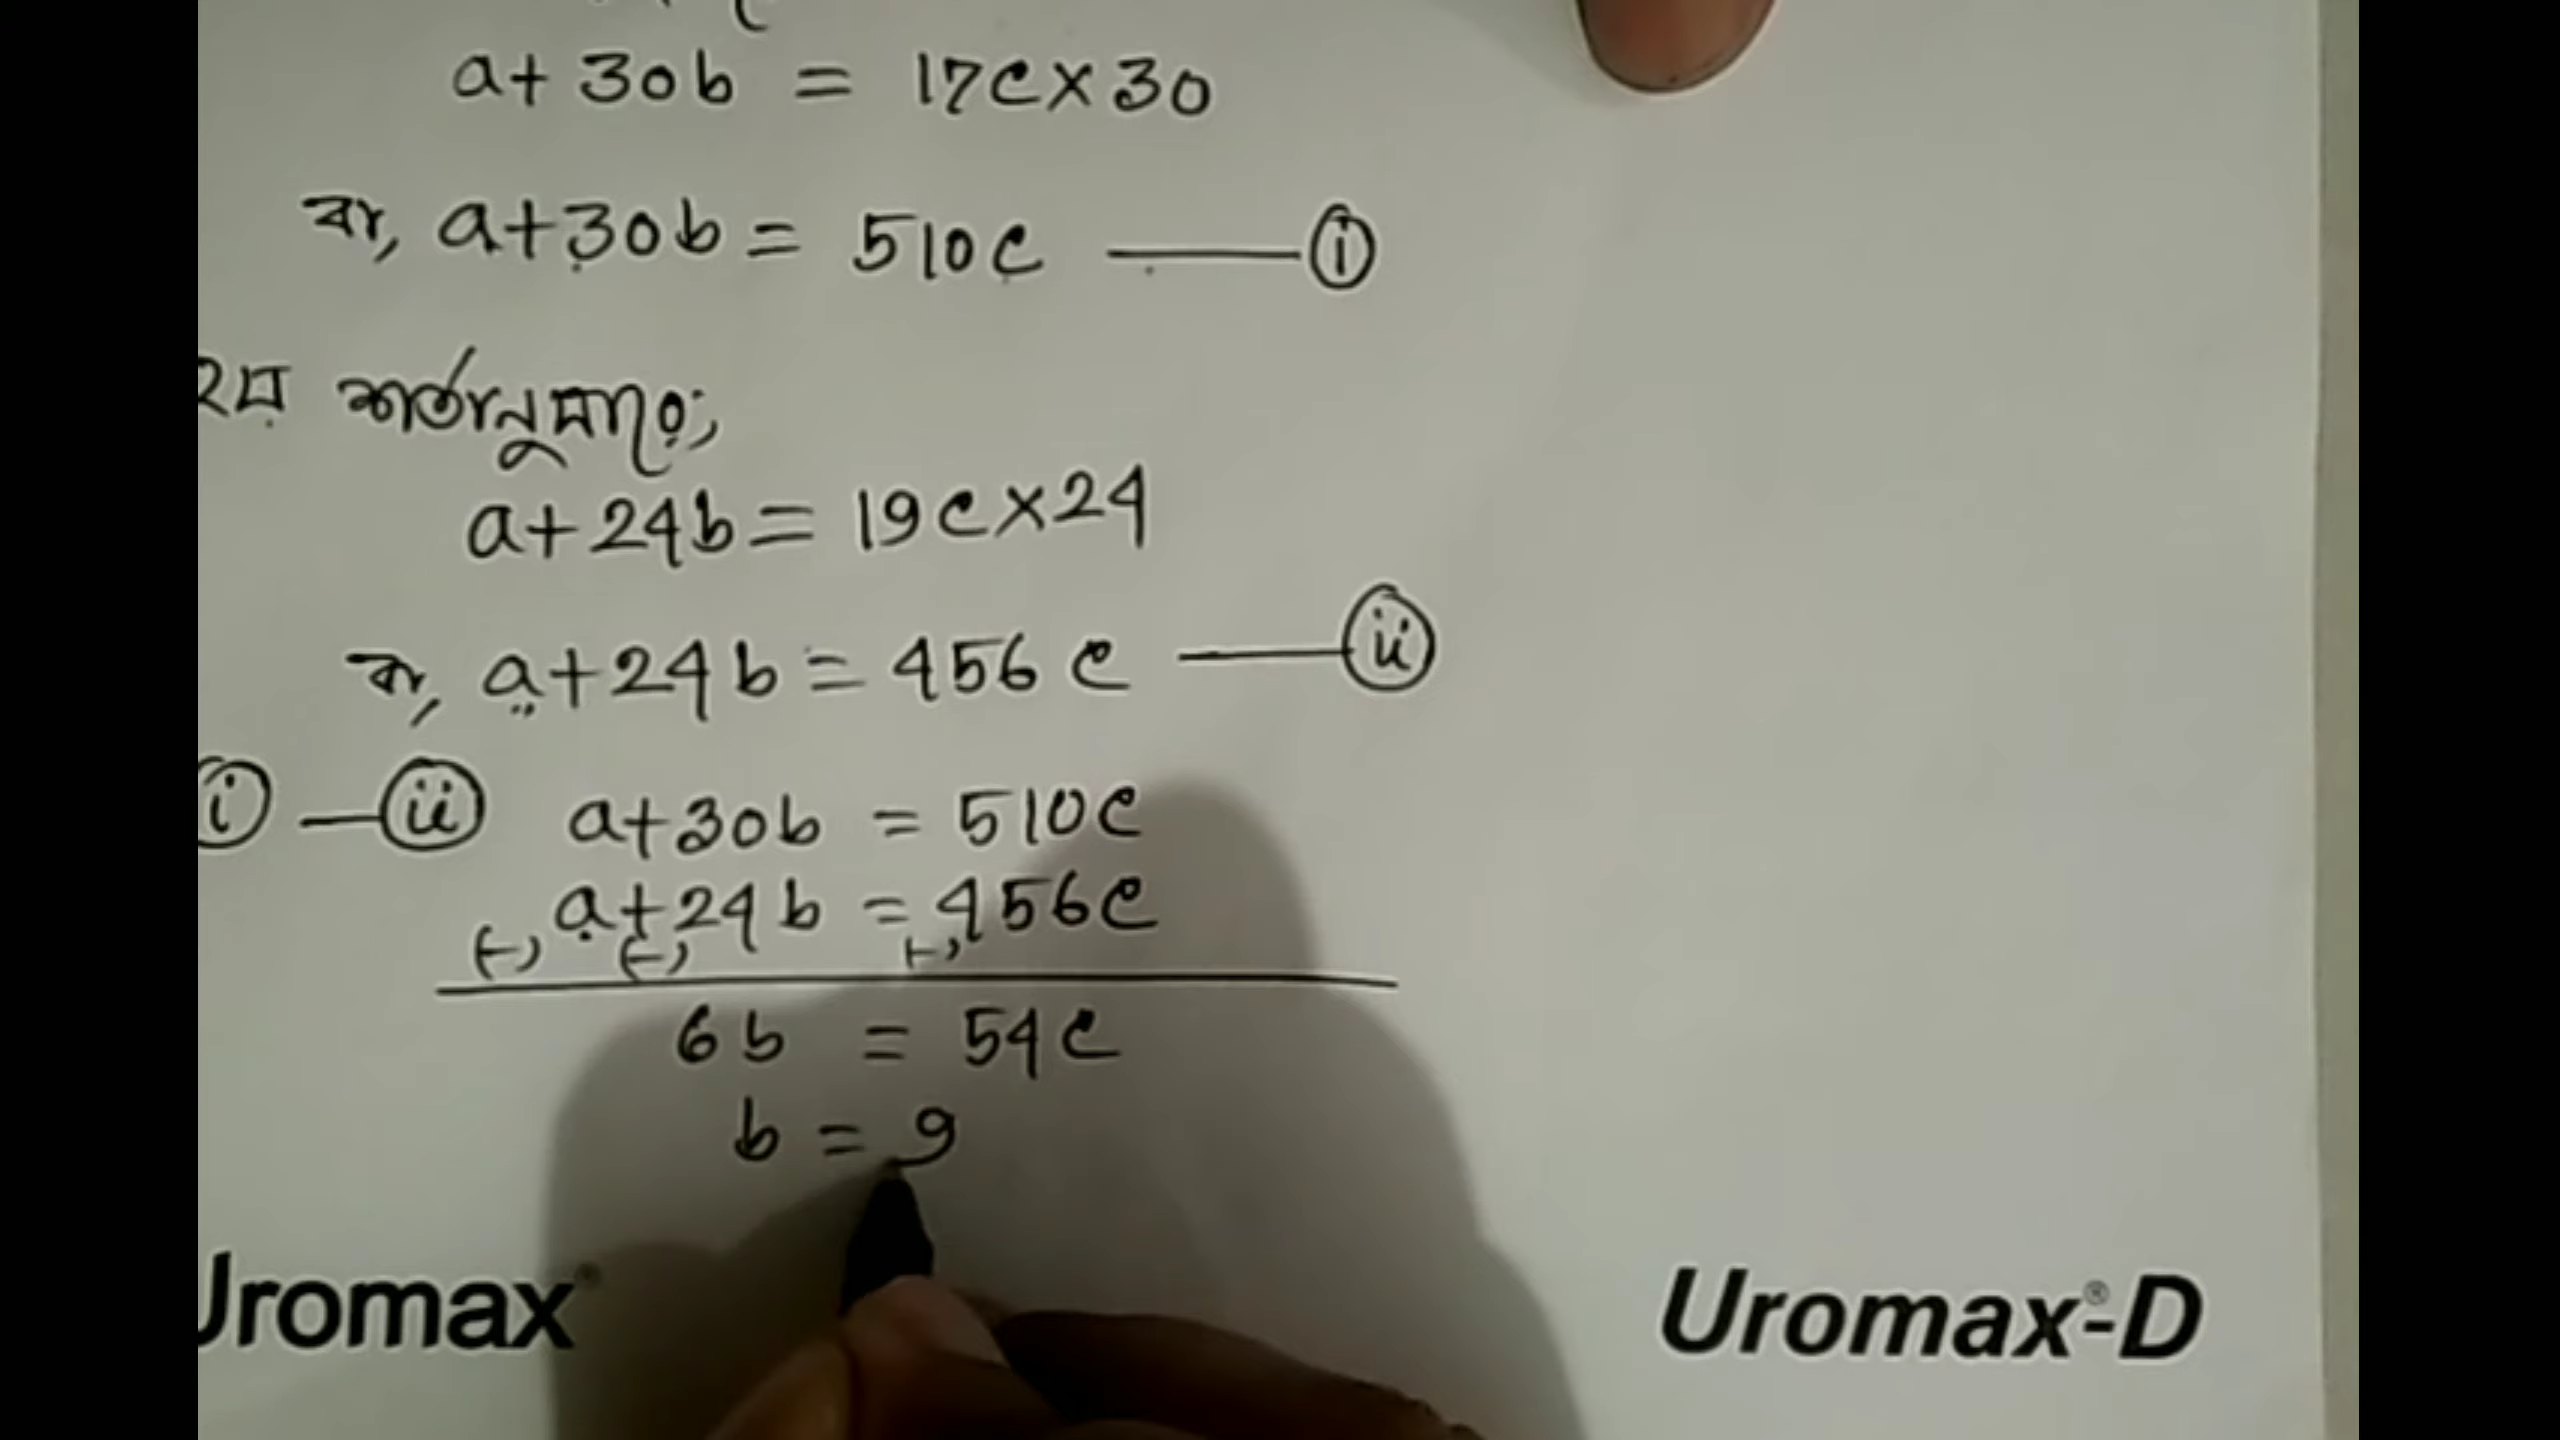 a+30b = 17c×30
বা, a+30b = 510c —— i
২য় শর্তানুসারে,
a+24b = 19c×24
বা, a+24b = 456c —— ii
i — ii a+30b = 510c
a+24b = 456c
(-) (-) (-)
6b = 54c
b = 9
Uromax® Uromax®-D